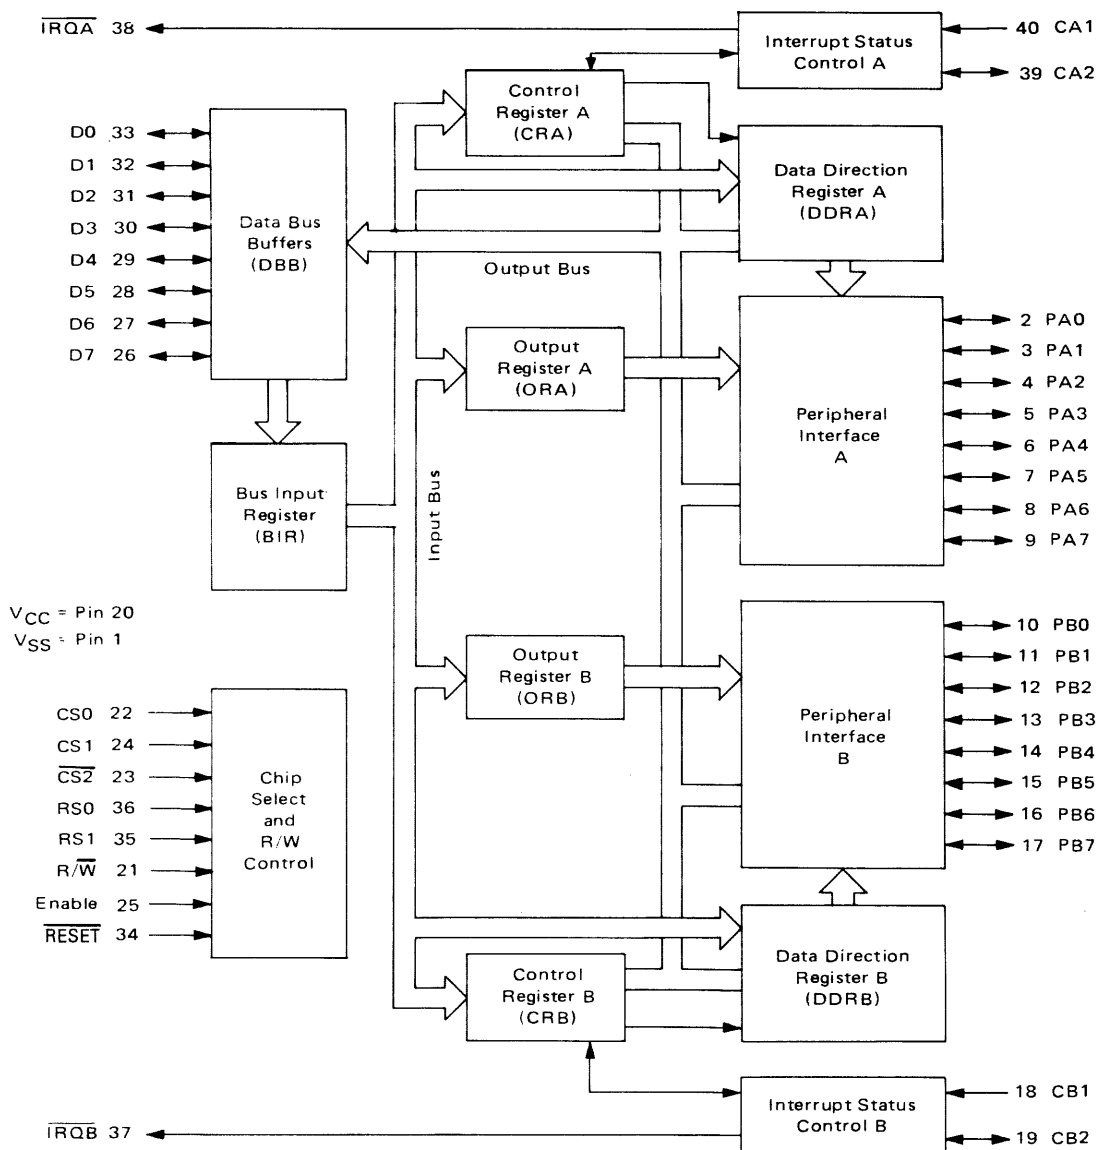 IRQA 38
Interrupt Status
Control A
40 CA1
39 CA2
Control
Register A
(CRA)
D0 33
D1 32
D2 31
D3 30
D4 29
D5 28
D6 27
D7 26
Data Bus
Buffers
(DBB)
Data Direction
Register A
(DDRA)
Output Bus
Output
Register A
(ORA)
Peripheral
Interface
A
2 PA0
3 PA1
4 PA2
5 PA3
6 PA4
7 PA5
8 PA6
9 PA7
Bus Input
Register
(BIR)
Input Bus
VCC = Pin 20
VSS = Pin 1
Output
Register B
(ORB)
Peripheral
Interface
B
10 PB0
11 PB1
12 PB2
13 PB3
14 PB4
15 PB5
16 PB6
17 PB7
CS0 22
CS1 24
CS2 23
RS0 36
RS1 35
R/W 21
Enable 25
RESET 34
Chip
Select
and
R/W
Control
Control
Register B
(CRB)
Data Direction
Register B
(DDRB)
Interrupt Status
Control B
18 CB1
19 CB2
IRQB 37